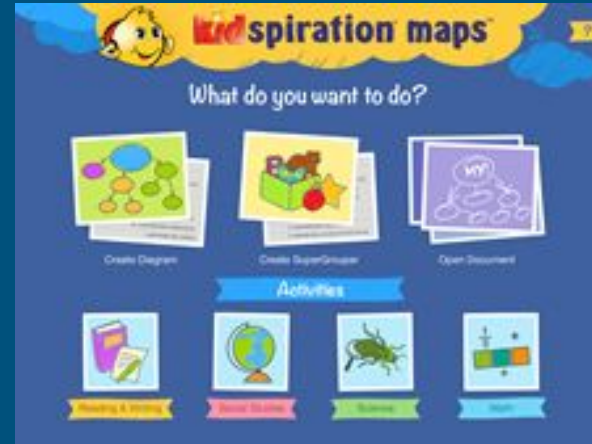 kidspiration maps
?
What do you want to do?
MY
Create Diagram
Create SuperGrouper
Open Document
Activities
Reading & Writing
Social Studies
Science
Math